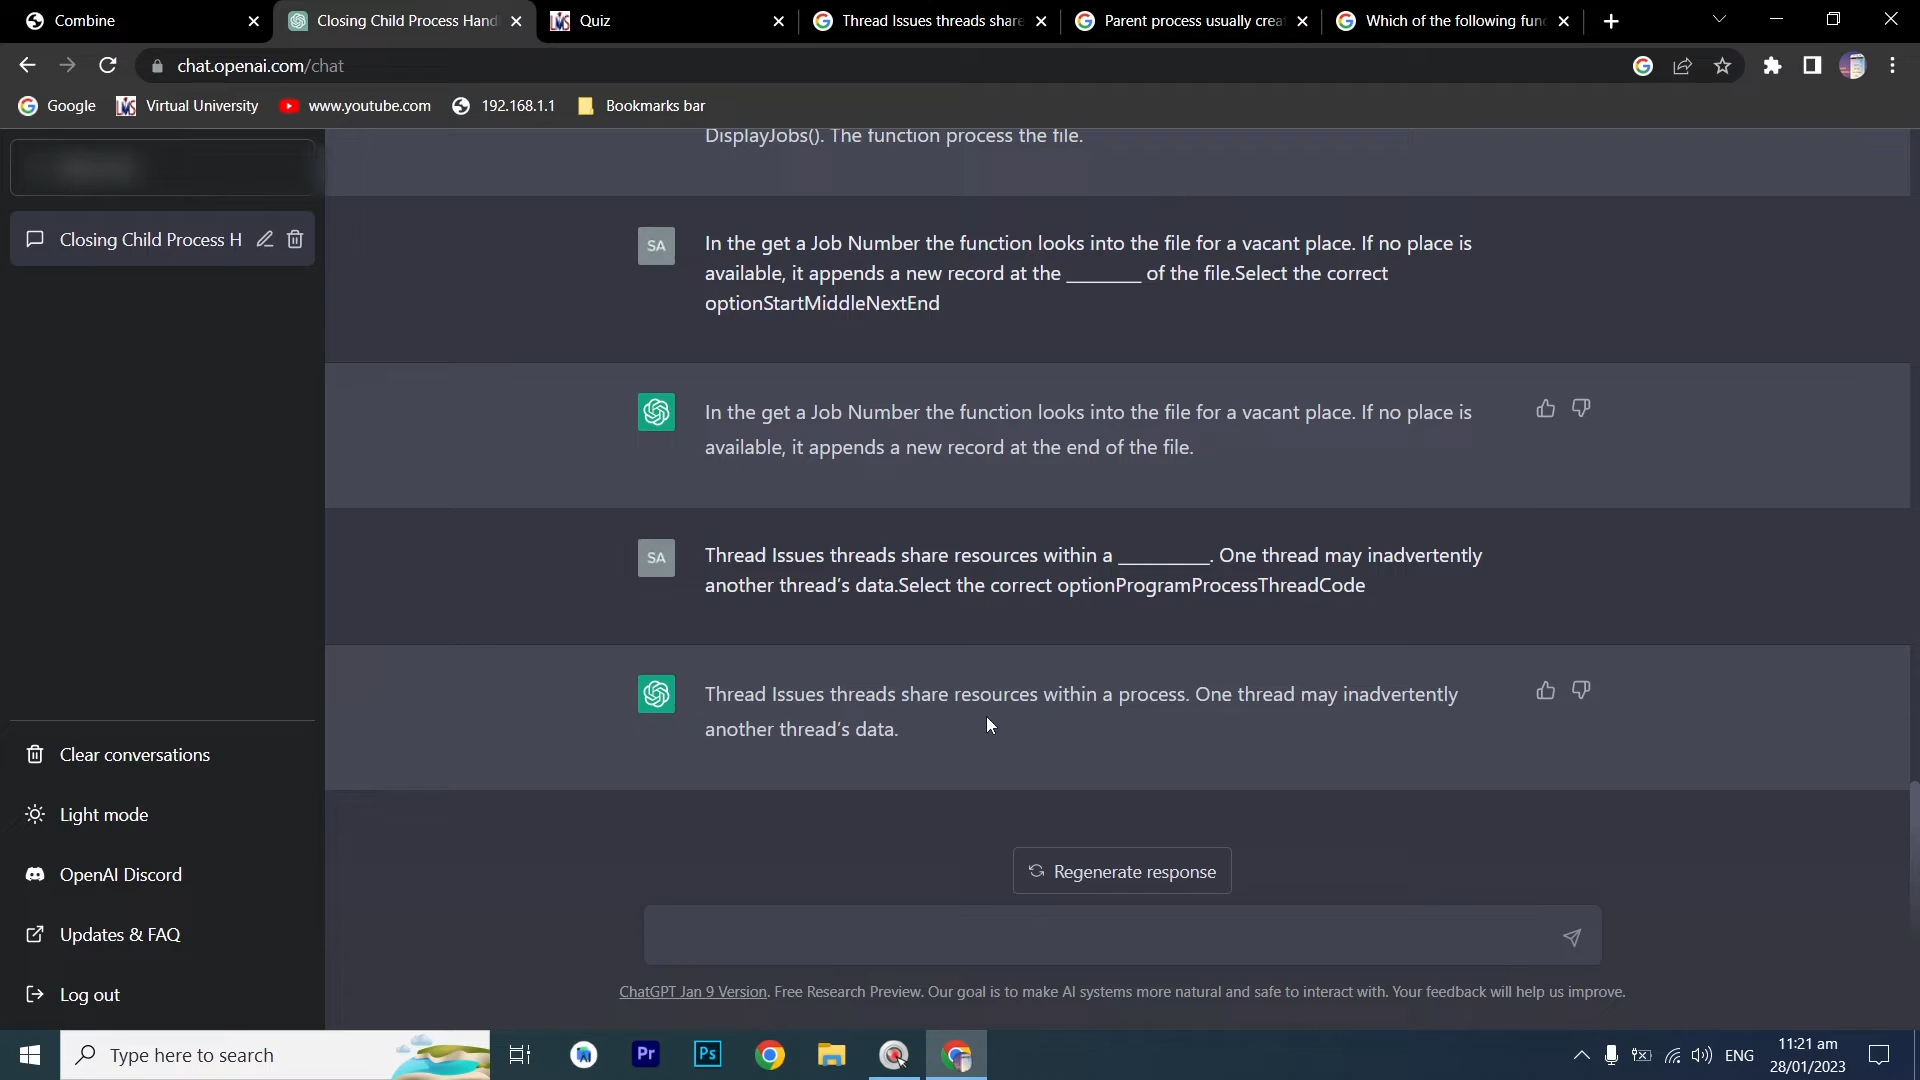 Combine
Closing Child Process Hand
Quiz
Thread Issues threads share
Parent process usually crea
Which of the following fun
chat.openai.com/chat
Google
Virtual University
www.youtube.com
192.168.1.1
Bookmarks bar
DisplayJobs(). The function process the file.
Closing Child Process H
SA
In the get a Job Number the function looks into the file for a vacant place. If no place is
available, it appends a new record at the ________ of the file.Select the correct
optionStartMiddleNextEnd
In the get a Job Number the function looks into the file for a vacant place. If no place is
available, it appends a new record at the end of the file.
SA
Thread Issues threads share resources within a __________. One thread may inadvertently
another thread's data.Select the correct optionProgramProcessThreadCode
Thread Issues threads share resources within a process. One thread may inadvertently
another thread's data.
Clear conversations
Light mode
OpenAI Discord
Updates & FAQ
Log out
Regenerate response
ChatGPT Jan 9 Version. Free Research Preview. Our goal is to make AI systems more natural and safe to interact with. Your feedback will help us improve.
Type here to search
Pr
Ps
ENG
11:21 am
28/01/2023